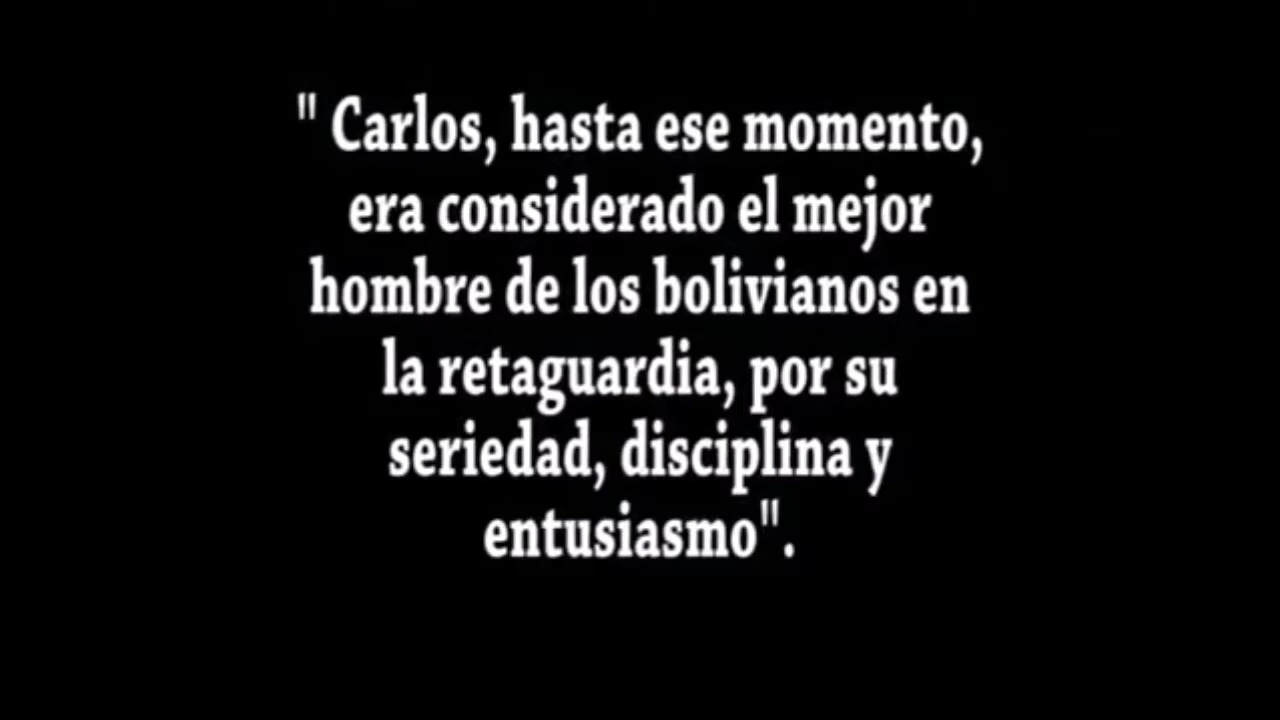 " Carlos, hasta ese momento,
era considerado el mejor
hombre de los bolivianos en
la retaguardia, por su
seriedad, disciplina y
entusiasmo".